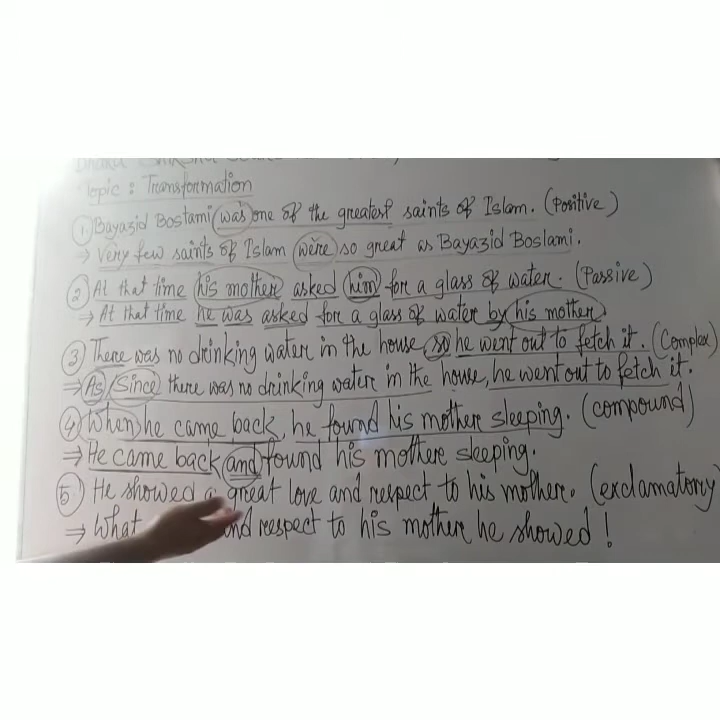 Topic : Transformation
① Bayazid Bostami was one of the greatest saints of Islam. (Positive)
→ Very few saints of Islam were so great as Bayazid Boslami.
② At that time his mother asked him for a glass of water. (Passive)
→ At that time he was asked for a glass of water by his mother
③ There was no drinking water in the house, so he went out to fetch it. (Complex)
→ As/Since there was no drinking water in the house, he went out to fetch it.
④ When he came back, he found his mother sleeping. (compound)
→ He came back and found his mother sleeping.
⑤ He showed a great love and respect to his mother. (exclamatory
→ What and respect to his mother he showed!